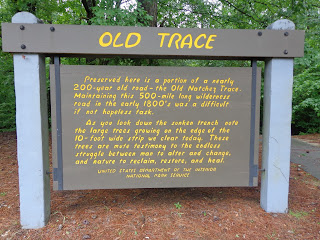 OLD TRACE
Preserved here is a portion of a nearly
200-year old road—the Old Natchez Trace.
Maintaining this 500-mile long wilderness
road in the early 1800's was a difficult
if not hopeless task.
As you look down the sunken trench note
the large trees growing on the edge of the
10-foot wide strip we clear today. These
trees are mute testimony to the endless
struggle between man to alter and change,
and nature to reclaim, restore, and heal.
UNITED STATES DEPARTMENT OF THE INTERIOR
NATIONAL PARK SERVICE